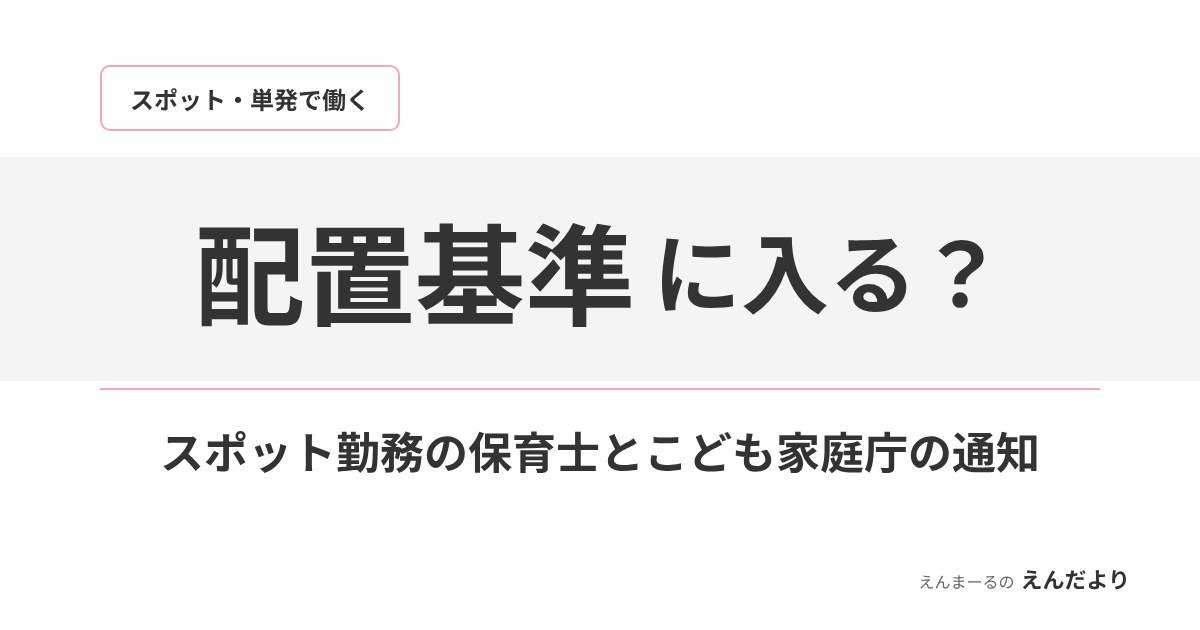 スポット・単発で働く
配置基準に入る？
スポット勤務の保育士とこども家庭庁の通知
えんまーるの えんだより